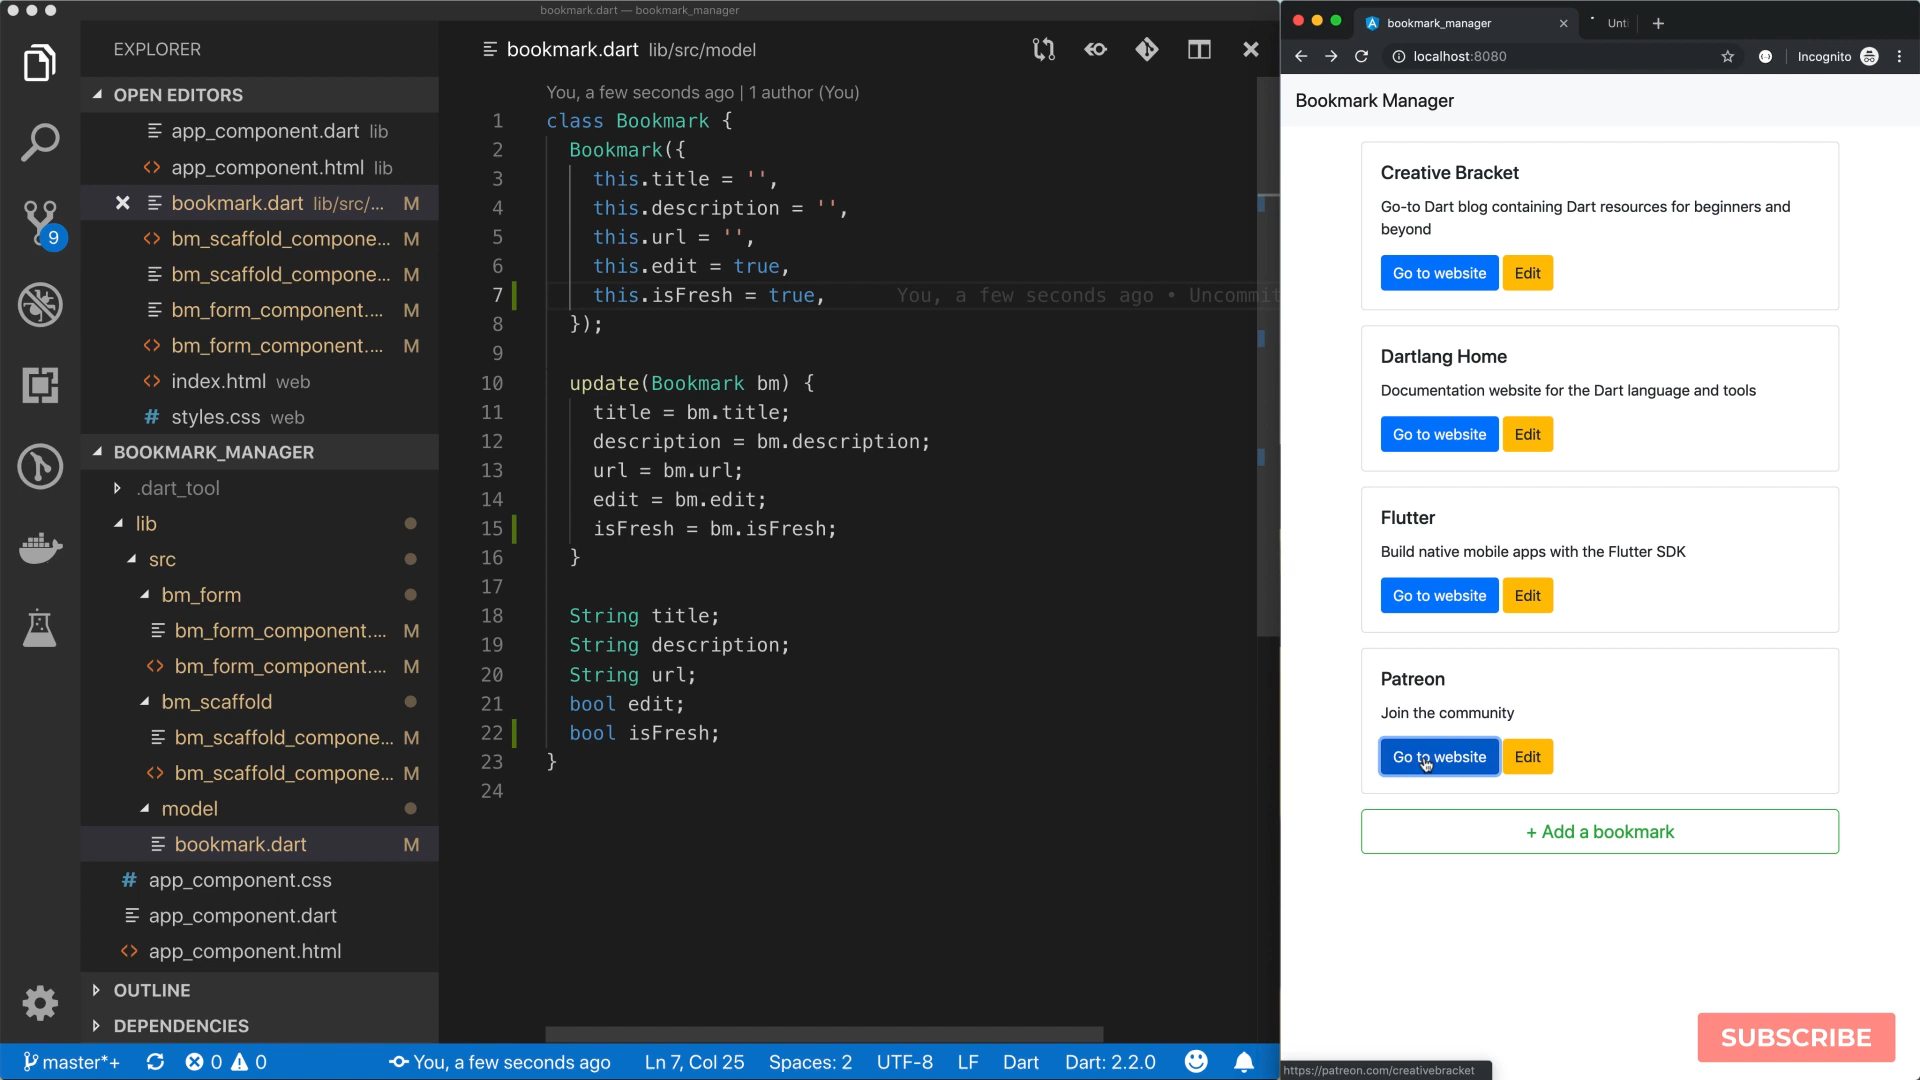 bookmark.dart — bookmark_manager
EXPLORER
OPEN EDITORS
app_component.dart lib
app_component.html lib
bookmark.dart lib/src/... M
bm_scaffold_compone... M
bm_scaffold_compone... M
bm_form_component.... M
bm_form_component.... M
index.html web
# styles.css web
BOOKMARK_MANAGER
.dart_tool
lib
src
bm_form
bm_form_component.... M
bm_form_component.... M
bm_scaffold
bm_scaffold_compone... M
bm_scaffold_compone... M
model
bookmark.dart M
# app_component.css
app_component.dart
app_component.html
OUTLINE
DEPENDENCIES
9
bookmark.dart lib/src/model
You, a few seconds ago | 1 author (You)
1 class Bookmark {
2 Bookmark({
3 this.title = '',
4 this.description = '',
5 this.url = '',
6 this.edit = true,
7 this.isFresh = true, You, a few seconds ago • Uncommit
8 });
9
10 update(Bookmark bm) {
11 title = bm.title;
12 description = bm.description;
13 url = bm.url;
14 edit = bm.edit;
15 isFresh = bm.isFresh;
16 }
17
18 String title;
19 String description;
20 String url;
21 bool edit;
22 bool isFresh;
23 }
24
master*+ 0 0 You, a few seconds ago Ln 7, Col 25 Spaces: 2 UTF-8 LF Dart Dart: 2.2.0
bookmark_manager Unti
localhost:8080 Incognito
Bookmark Manager
Creative Bracket
Go-to Dart blog containing Dart resources for beginners and
beyond
Go to website Edit
Dartlang Home
Documentation website for the Dart language and tools
Go to website Edit
Flutter
Build native mobile apps with the Flutter SDK
Go to website Edit
Patreon
Join the community
Go to website Edit
+ Add a bookmark
SUBSCRIBE
https://patreon.com/creativebracket